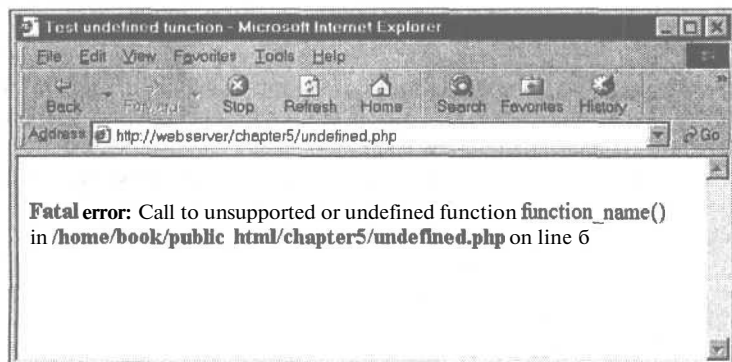 Test undefined function - Microsoft Internet Explorer
File Edit View Favorites Tools Help
Back Forward Stop Refresh Home Search Favorites History
Address http://webserver/chapter5/undefined.php Go
Fatal error: Call to unsupported or undefined function function_name()
in /home/book/public html/chapter5/undefined.php on line 6